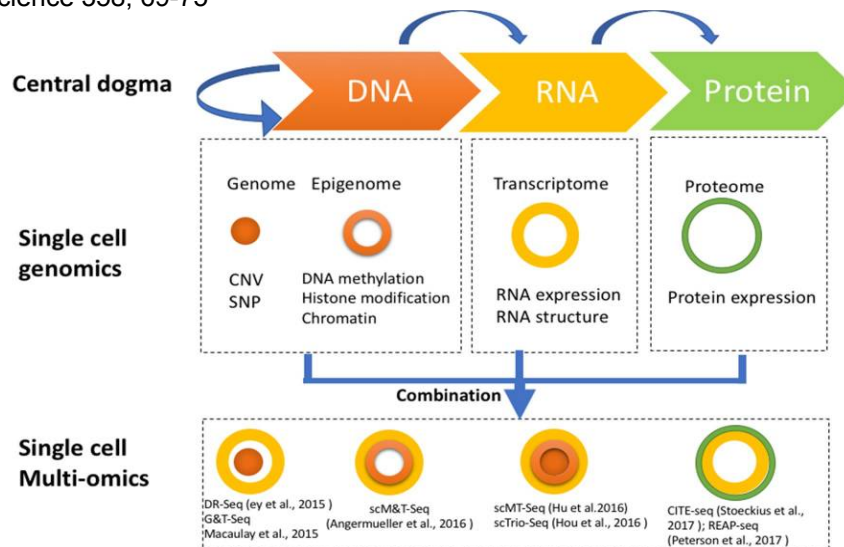 Central dogma
DNA
RNA
Protein
Single cell
genomics
Genome Epigenome
CNV
SNP
DNA methylation
Histone modification
Chromatin
Transcriptome
RNA expression
RNA structure
Proteome
Protein expression
Combination
Single cell
Multi-omics
DR-Seq (ey et al., 2015 )
G&T-Seq
Macaulay et al., 2015
scM&T-Seq
(Angermueller et al., 2016 )
scMT-Seq (Hu et al.2016)
scTrio-Seq (Hou et al., 2016 )
CITE-seq (Stoeckius et al.,
2017 ); REAP-seq
(Peterson et al., 2017 )